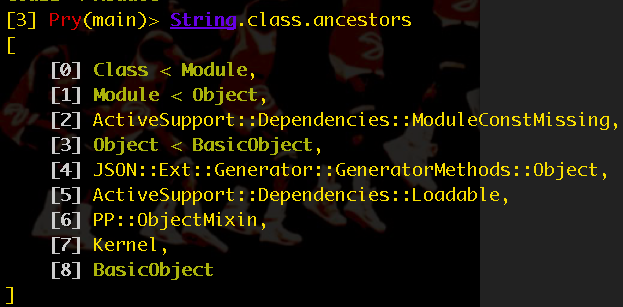 [3] Pry(main)> String.class.ancestors
[
[0] Class < Module,
[1] Module < Object,
[2] ActiveSupport::Dependencies::ModuleConstMissing,
[3] Object < BasicObject,
[4] JSON::Ext::Generator::GeneratorMethods::Object,
[5] ActiveSupport::Dependencies::Loadable,
[6] PP::ObjectMixin,
[7] Kernel,
[8] BasicObject
]